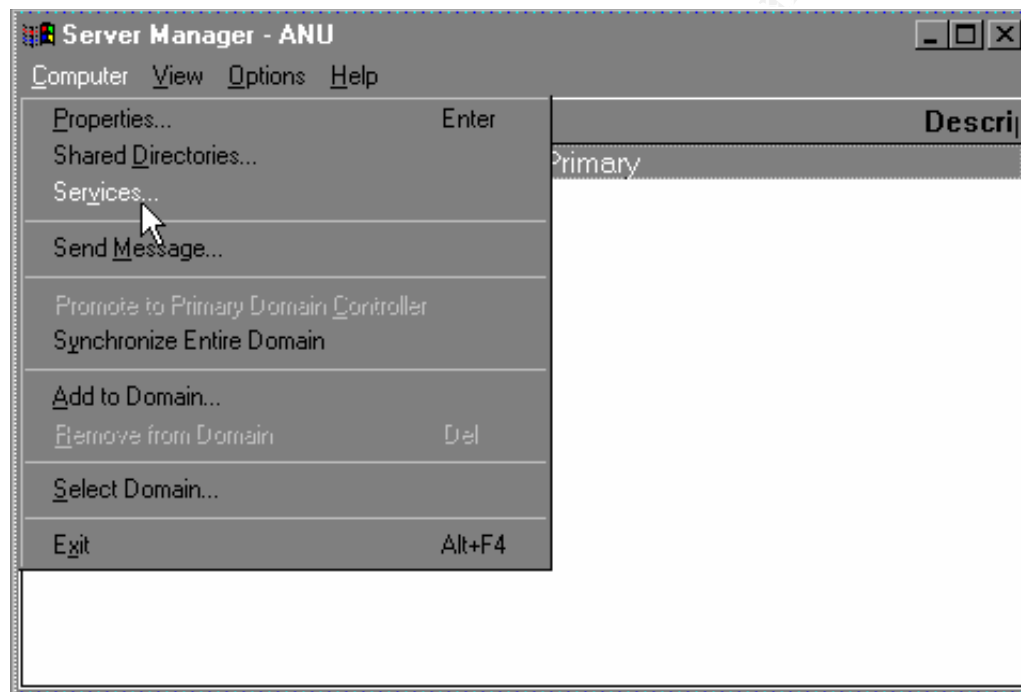 Server Manager - ANU
Computer View Options Help
Properties... Enter
Descri
Shared Directories...
Primary
Services...
Send Message...
Promote to Primary Domain Controller
Synchronize Entire Domain
Add to Domain...
Remove from Domain Del
Select Domain...
Exit Alt+F4